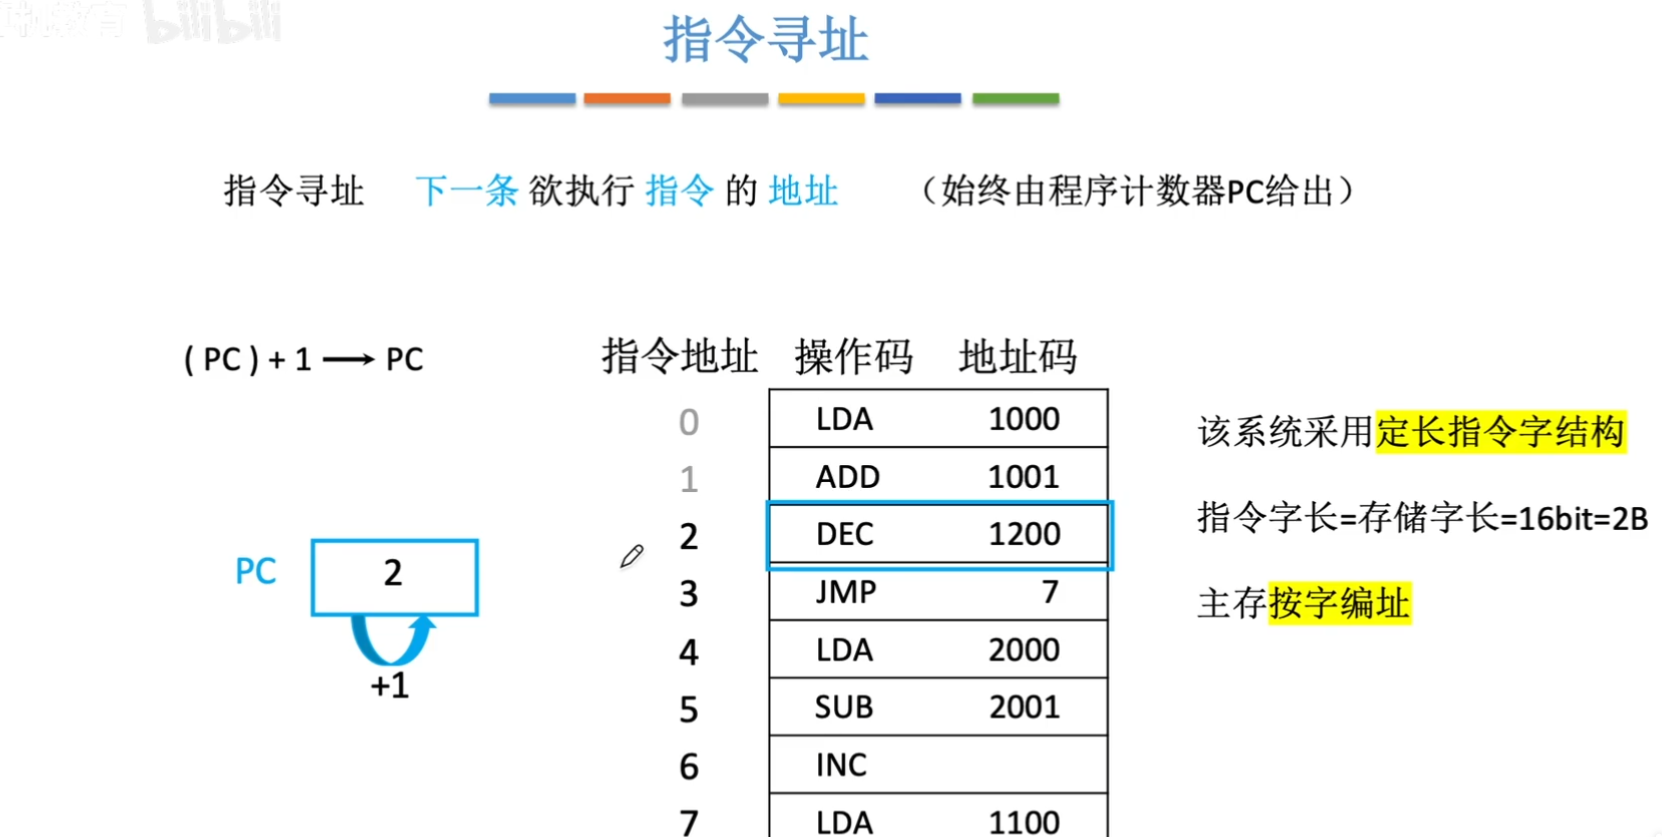 bilibili
指令寻址
指令寻址 下一条 欲执行 指令 的 地址 （始终由程序计数器PC给出）
( PC ) + 1 ⟶ PC
指令地址 操作码 地址码
0 LDA 1000
1 ADD 1001
2 DEC 1200
3 JMP 7
4 LDA 2000
5 SUB 2001
6 INC
7 LDA 1100
该系统采用定长指令字结构
指令字长=存储字长=16bit=2B
主存按字编址
PC 2
+1